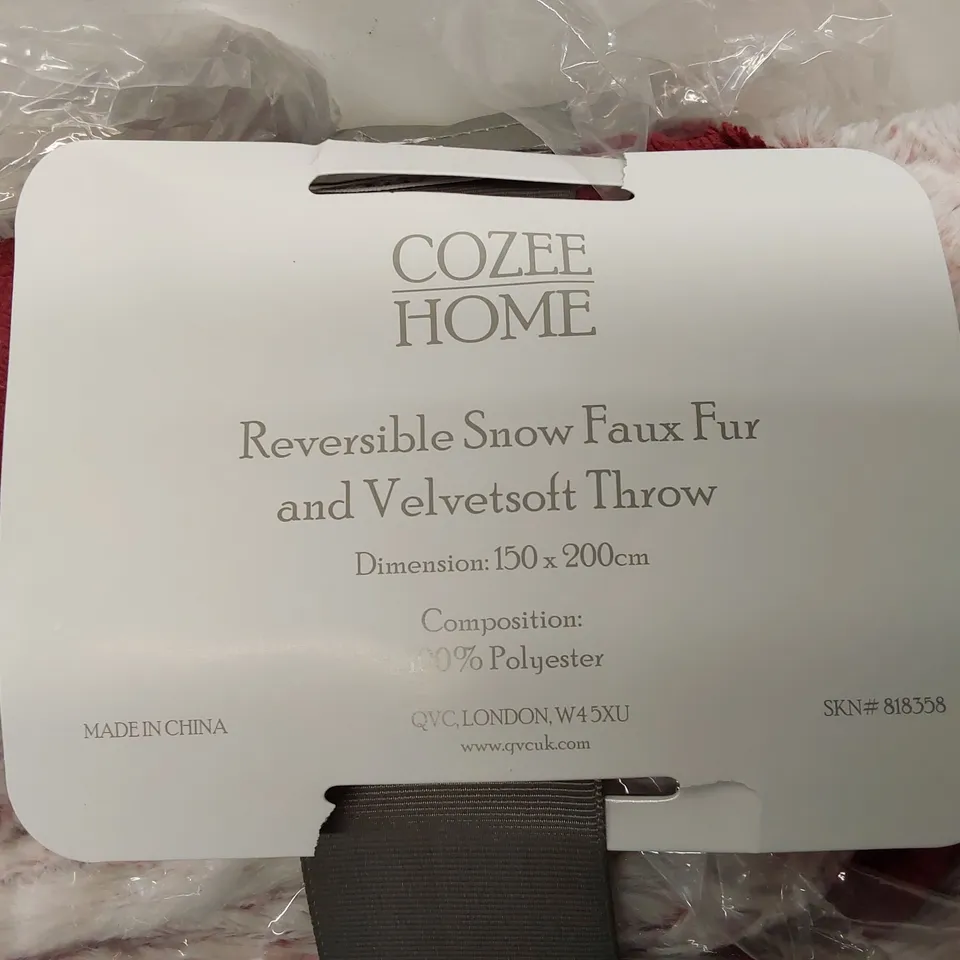 COZEE
HOME
Reversible Snow Faux Fur
and Velvetsoft Throw
Dimension: 150 x 200cm
Composition:
100% Polyester
MADE IN CHINA
QVC, LONDON, W4 5XU
www.qvcuk.com
SKN# 818358